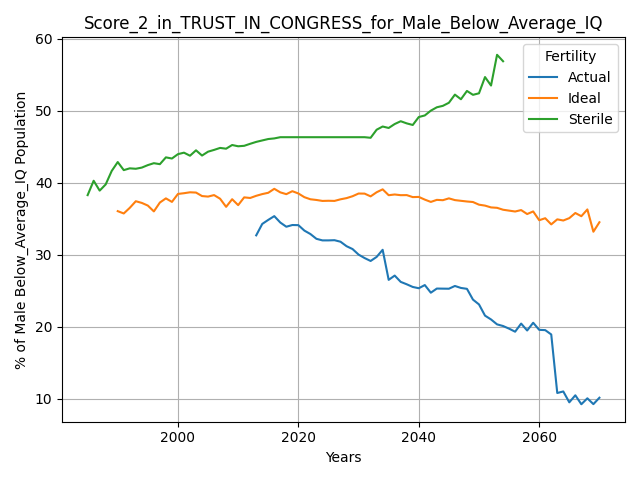 Score_2_in_TRUST_IN_CONGRESS_for_Male_Below_Average_IQ
% of Male Below_Average_IQ Population
60
50
40
30
20
10
Fertility
Actual
Ideal
Sterile
2000
2020
2040
2060
Years